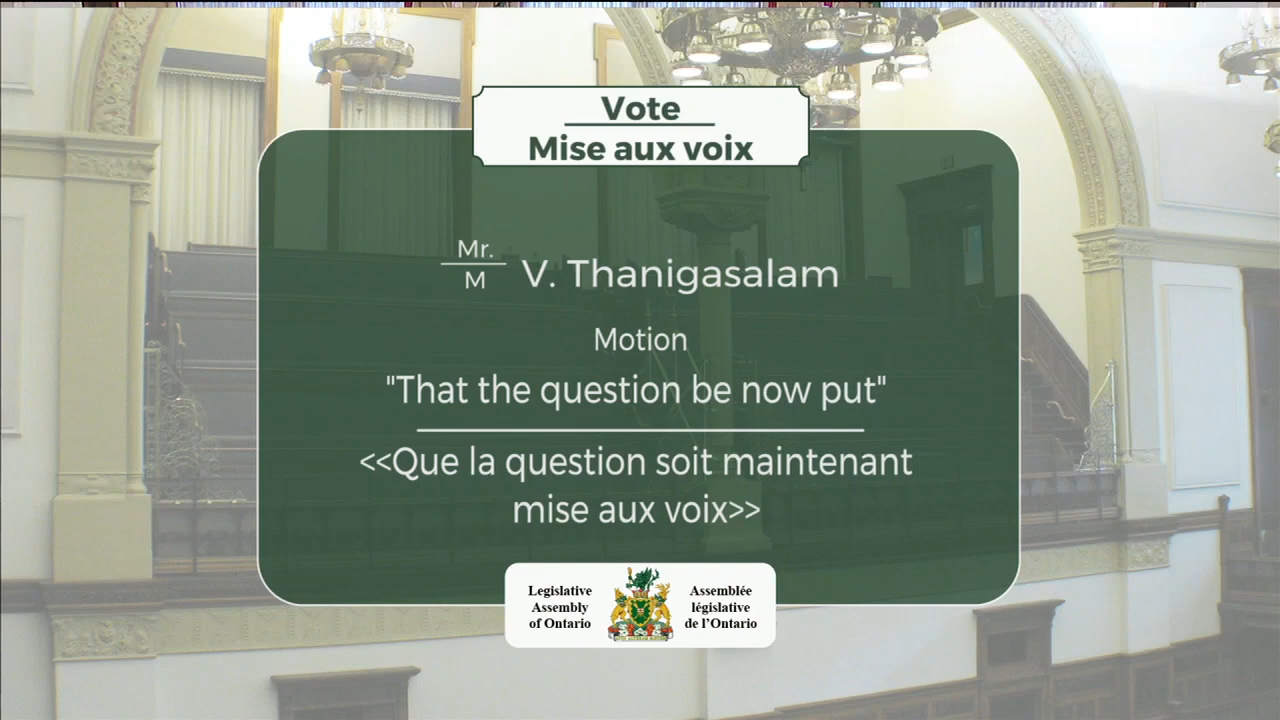 Vote
Mise aux voix
Mr.
M
V. Thanigasalam
Motion
"That the question be now put"
<<Que la question soit maintenant
mise aux voix>>
Legislative
Assembly
of Ontario
Assemblée
législative
de l'Ontario